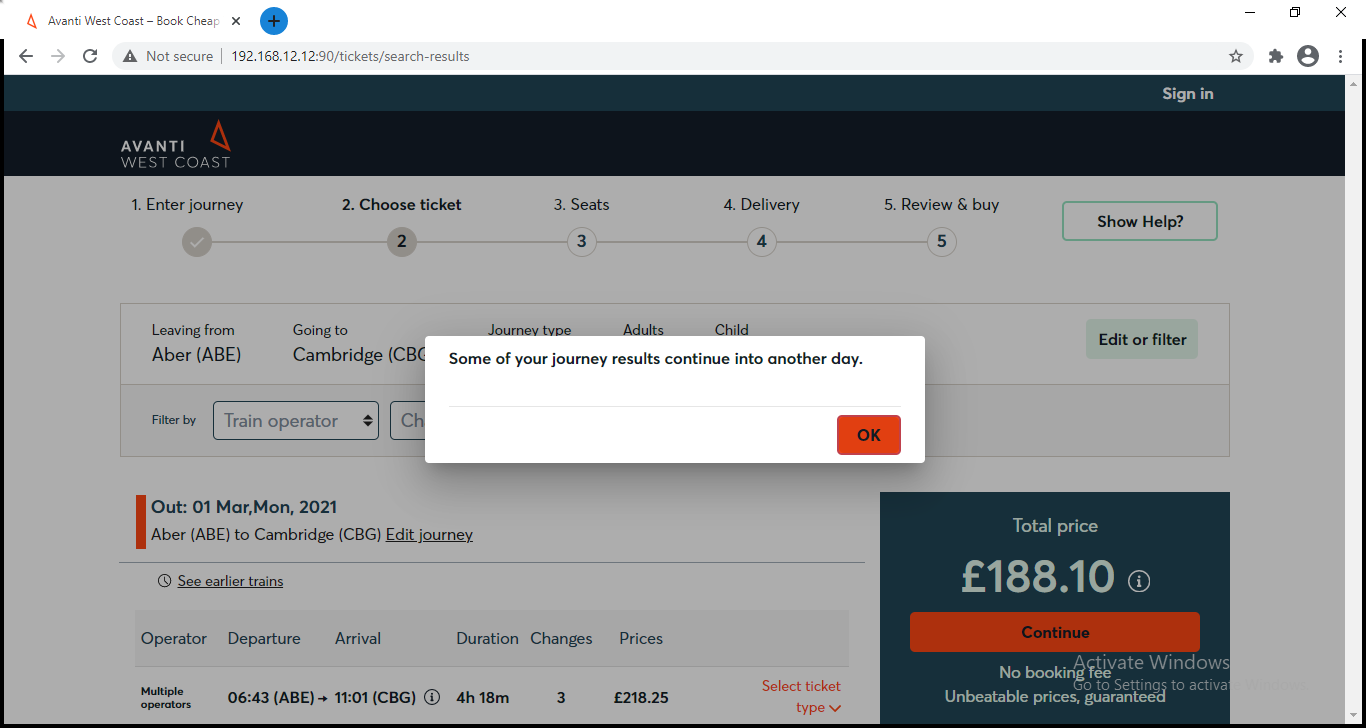 Avanti West Coast – Book Cheap
Not secure
192.168.12.12:90/tickets/search-results
Sign in
AVANTI
WEST COAST
1. Enter journey
2. Choose ticket
3. Seats
4. Delivery
5. Review & buy
2
3
4
5
Show Help?
Leaving from
Going to
Journey type
Adults
Child
Aber (ABE)
Cambridge (CBG
Edit or filter
Some of your journey results continue into another day.
OK
Filter by
Train operator
Ch
Out: 01 Mar,Mon, 2021
Aber (ABE) to Cambridge (CBG) Edit journey
See earlier trains
Operator Departure Arrival Duration Changes Prices
Multiple
operators
06:43 (ABE) → 11:01 (CBG) 4h 18m 3 £218.25
Select ticket
type
Total price
£188.10
Continue
No booking fee
Unbeatable prices, guaranteed
Activate Windows
Go to Settings to activate Windows.